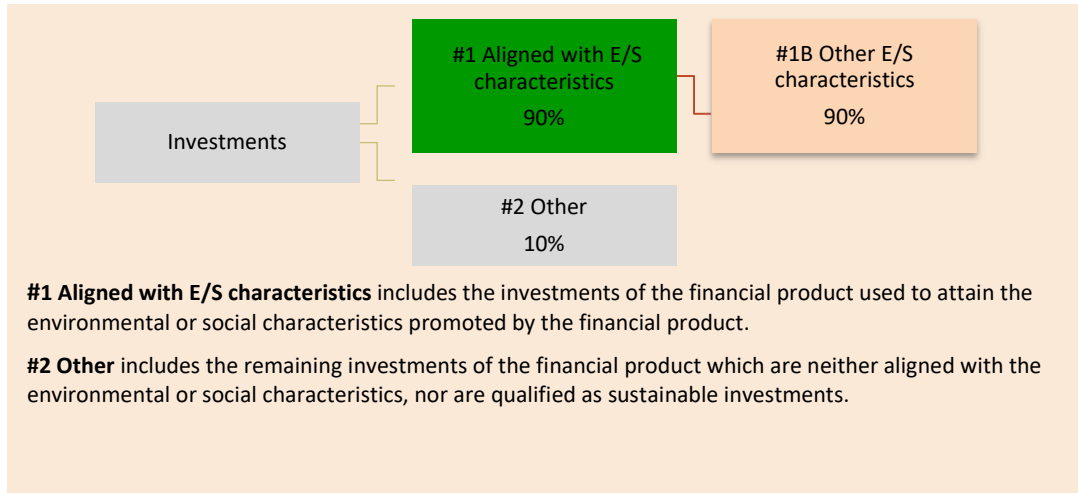 #1 Aligned with E/S
characteristics
90%
#1B Other E/S
characteristics
90%
Investments
#2 Other
10%
#1 Aligned with E/S characteristics includes the investments of the financial product used to attain the
environmental or social characteristics promoted by the financial product.
#2 Other includes the remaining investments of the financial product which are neither aligned with the
environmental or social characteristics, nor are qualified as sustainable investments.